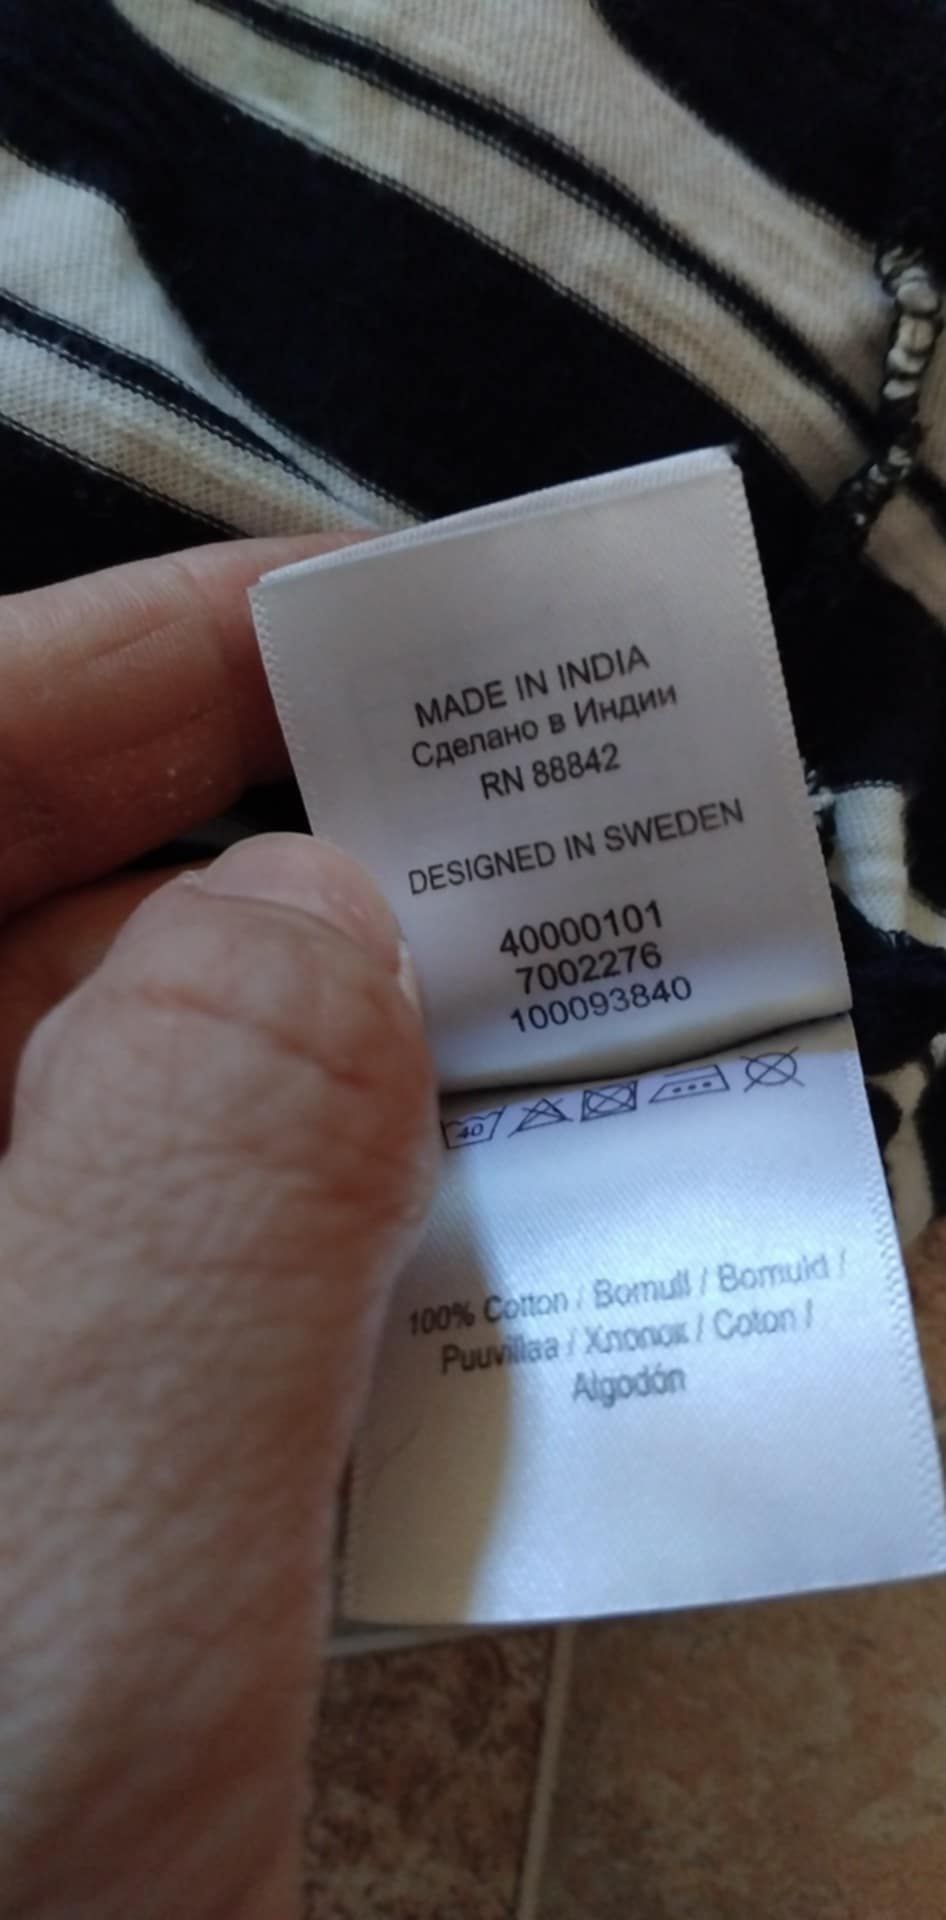 MADE IN INDIA
Сделано в Индии
RN 88842
DESIGNED IN SWEDEN
40000101
7002276
100093840
40
100% Cotton / Bomull / Bomuld /
Puuvillaa / Хлопок / Coton /
Algodón